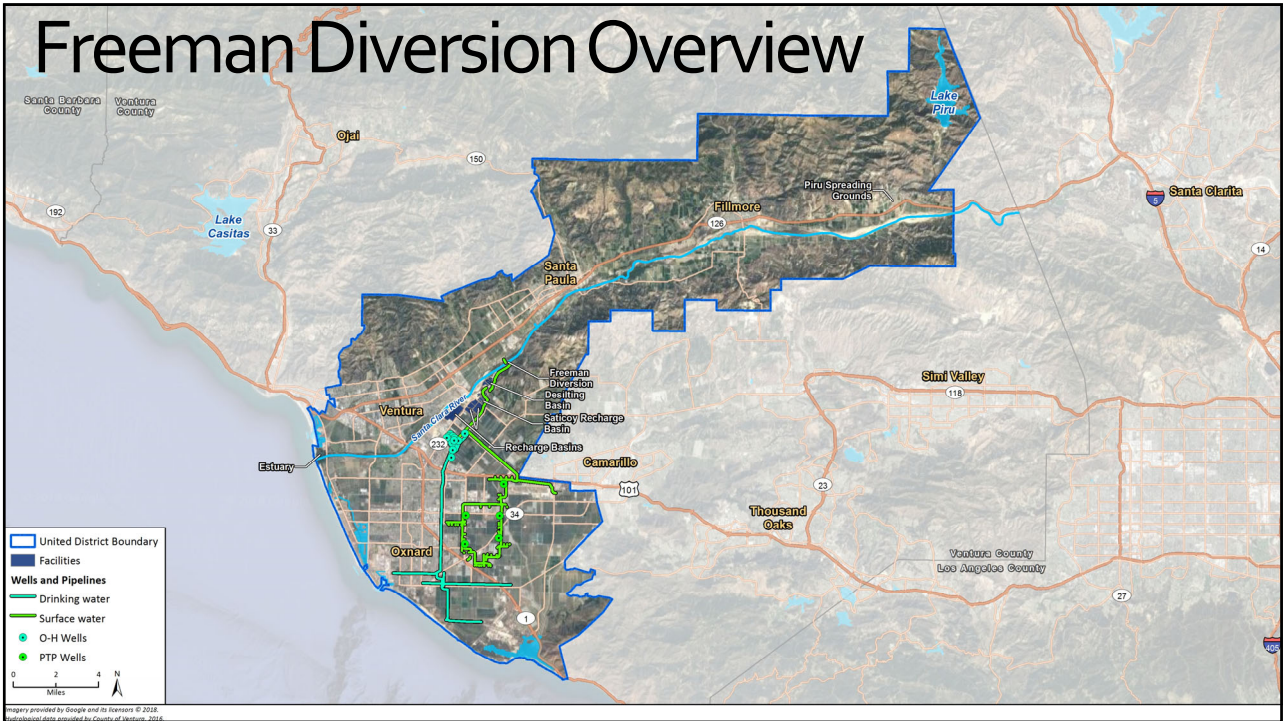 Freeman Diversion Overview
Santa Barbara
County
Ventura
County
Ojai
150
Lake
Piru
Piru Spreading
Grounds
Santa Clarita
5
192
Lake
Casitas
33
Fillmore
126
14
Santa
Paula
Freeman
Diversion
Desilting
Basin
Saticoy Recharge
Basin
Recharge Basins
Simi Valley
118
Ventura
Santa Clara River
232
Estuary
Camarillo
101
23
34
Thousand
Oaks
Oxnard
Ventura County
Los Angeles County
27
1
405
United District Boundary
Facilities
Wells and Pipelines
Drinking water
Surface water
O-H Wells
PTP Wells
0 2 4
Miles
N
Imagery provided by Google and its licensors © 2018.
Hydrological data provided by County of Ventura, 2016.